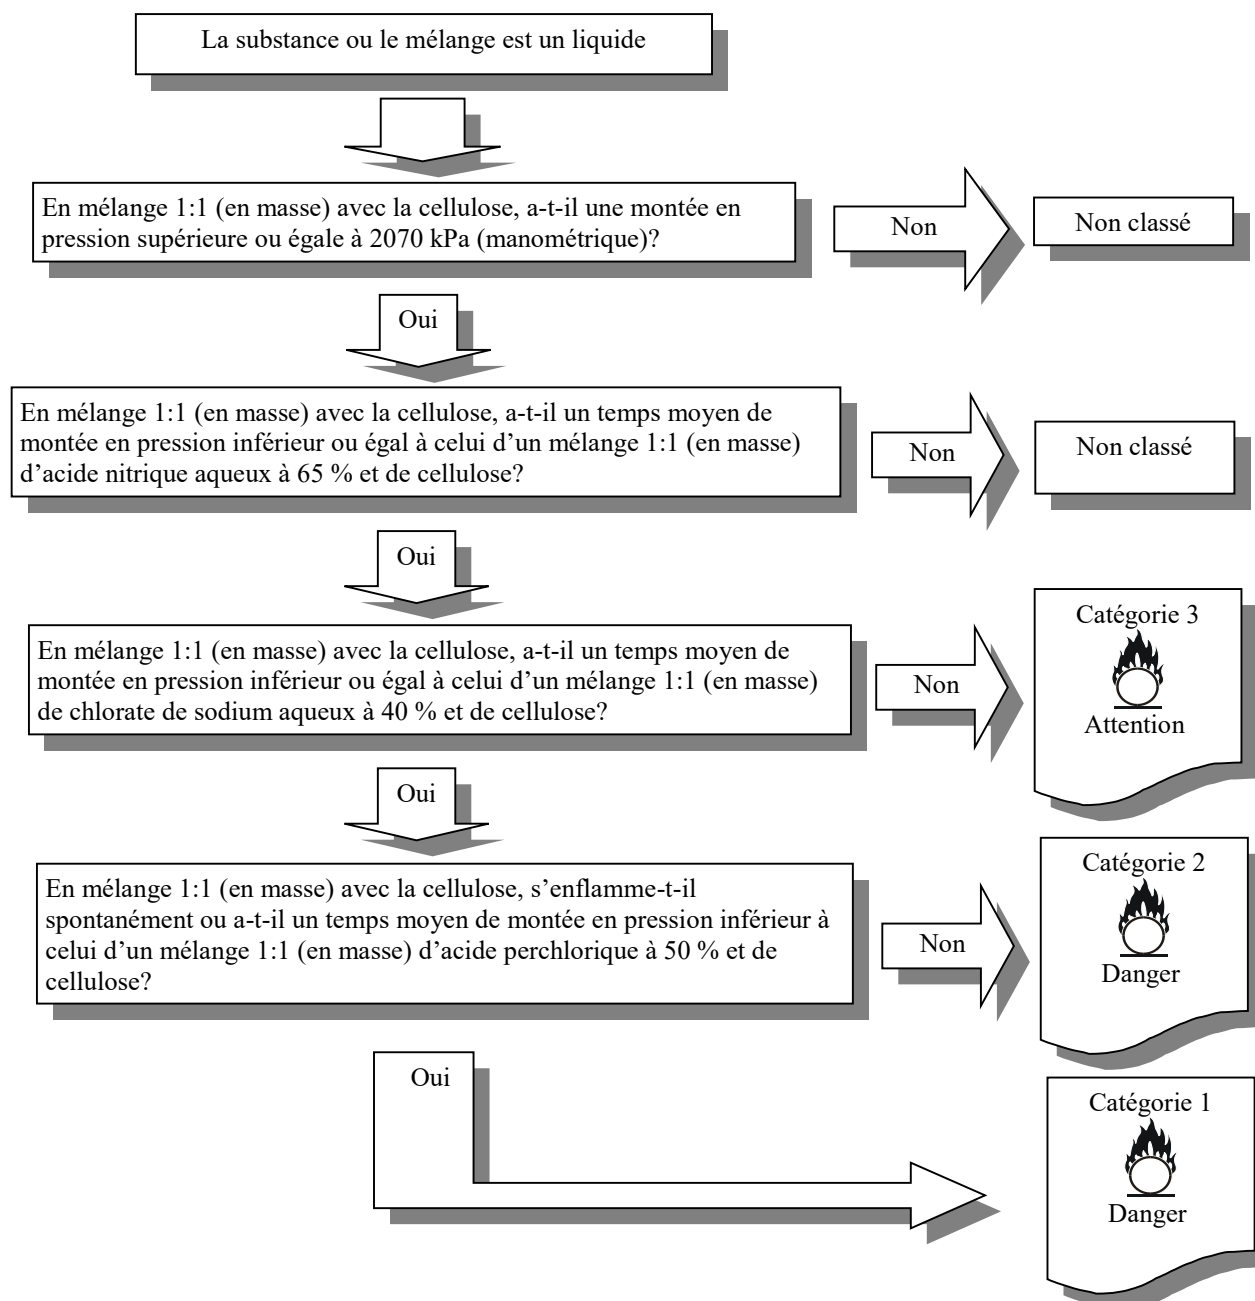 La substance ou le mélange est un liquide
En mélange 1:1 (en masse) avec la cellulose, a-t-il une montée en
pression supérieure ou égale à 2070 kPa (manométrique)?
Non
Non classé
Oui
En mélange 1:1 (en masse) avec la cellulose, a-t-il un temps moyen de
montée en pression inférieur ou égal à celui d’un mélange 1:1 (en masse)
d’acide nitrique aqueux à 65 % et de cellulose?
Non
Non classé
Oui
En mélange 1:1 (en masse) avec la cellulose, a-t-il un temps moyen de
montée en pression inférieur ou égal à celui d’un mélange 1:1 (en masse)
de chlorate de sodium aqueux à 40 % et de cellulose?
Non
Catégorie 3
Attention
Oui
En mélange 1:1 (en masse) avec la cellulose, s’enflamme-t-il
spontanément ou a-t-il un temps moyen de montée en pression inférieur à
celui d’un mélange 1:1 (en masse) d’acide perchlorique à 50 % et de
cellulose?
Non
Catégorie 2
Danger
Oui
Catégorie 1
Danger